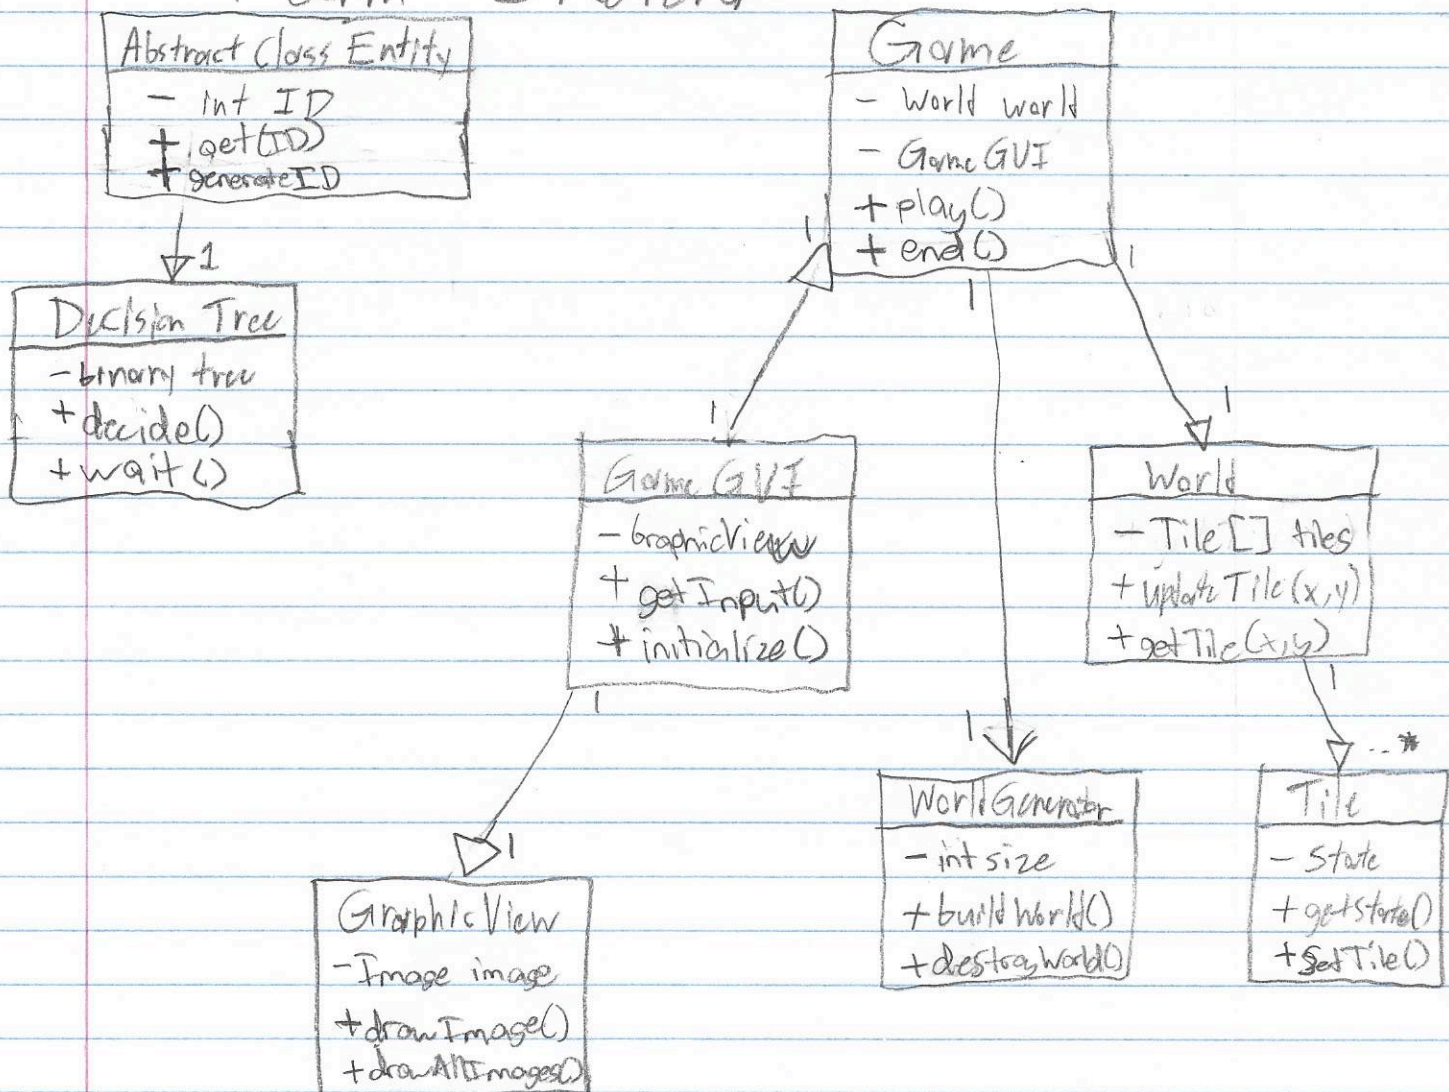 Abstract Class Entity
- int ID
+ get(ID)
+ generateID
1
Decision Tree
- binary tree
+ decide()
+ wait()
Game
- World world
- Game GUI
+ play()
+ end()
1
1
1
1
1
Game GUI
- GraphicView
+ getInput()
+ initialize()
1
1
World
- Tile[] tiles
+ updateTile(x,y)
+ getTile(x,y)
1
..*
1
WorldGenerator
- int size
+ buildWorld()
+ destroyWorld()
Tile
- State
+ getState()
+ setTile()
1
GraphicView
- Image image
+ drawImage()
+ drawAllImages()